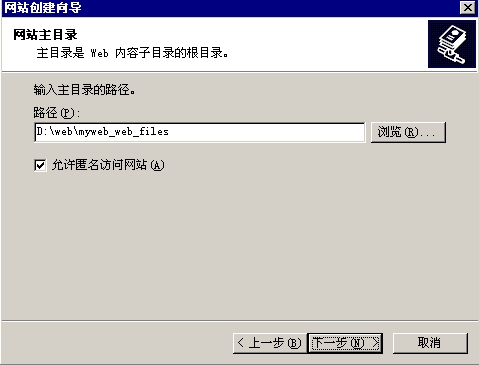 网站创建向导
网站主目录
主目录是 Web 内容子目录的根目录。
输入主目录的路径。
路径(P):
D:\web\myweb_web_files
浏览(R)...
允许匿名访问网站(A)
< 上一步(B)
下一步(N) >
取消